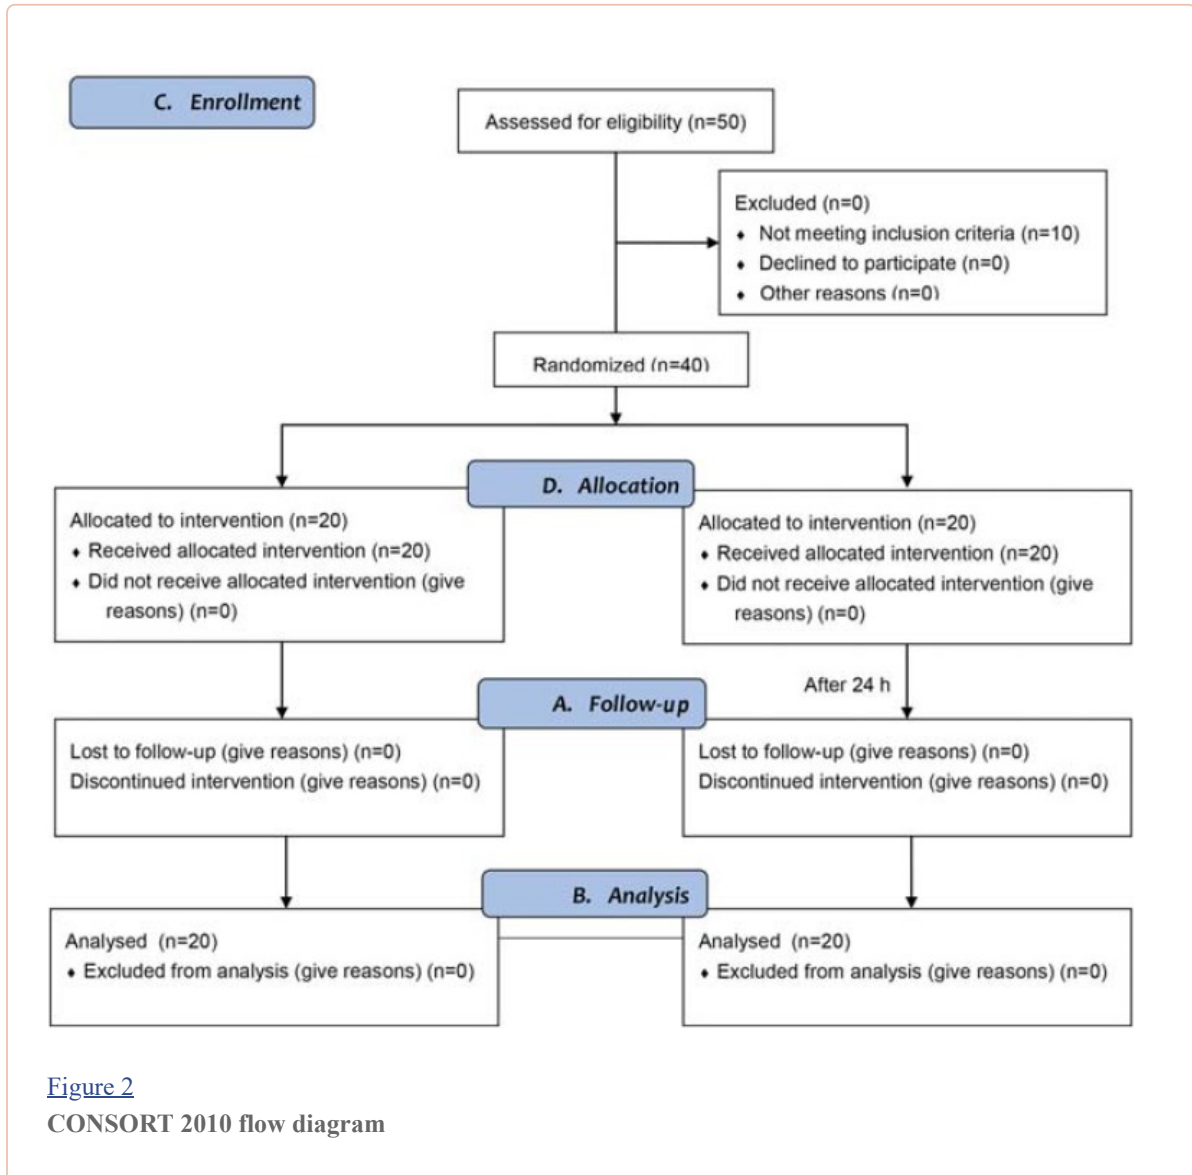 C. Enrollment
Assessed for eligibility (n=50)
Excluded (n=0)
♦ Not meeting inclusion criteria (n=10)
♦ Declined to participate (n=0)
♦ Other reasons (n=0)
Randomized (n=40)
D. Allocation
Allocated to intervention (n=20)
♦ Received allocated intervention (n=20)
♦ Did not receive allocated intervention (give
reasons) (n=0)
Allocated to intervention (n=20)
♦ Received allocated intervention (n=20)
♦ Did not receive allocated intervention (give
reasons) (n=0)
After 24 h
A. Follow-up
Lost to follow-up (give reasons) (n=0)
Discontinued intervention (give reasons) (n=0)
Lost to follow-up (give reasons) (n=0)
Discontinued intervention (give reasons) (n=0)
B. Analysis
Analysed (n=20)
♦ Excluded from analysis (give reasons) (n=0)
Analysed (n=20)
♦ Excluded from analysis (give reasons) (n=0)
Figure 2
CONSORT 2010 flow diagram